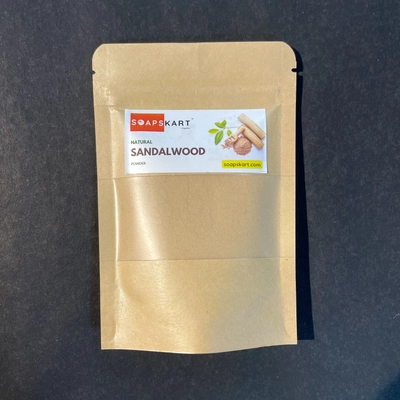 SOAPSKART
NATURAL
SANDALWOOD
POWDER
soapskart.com